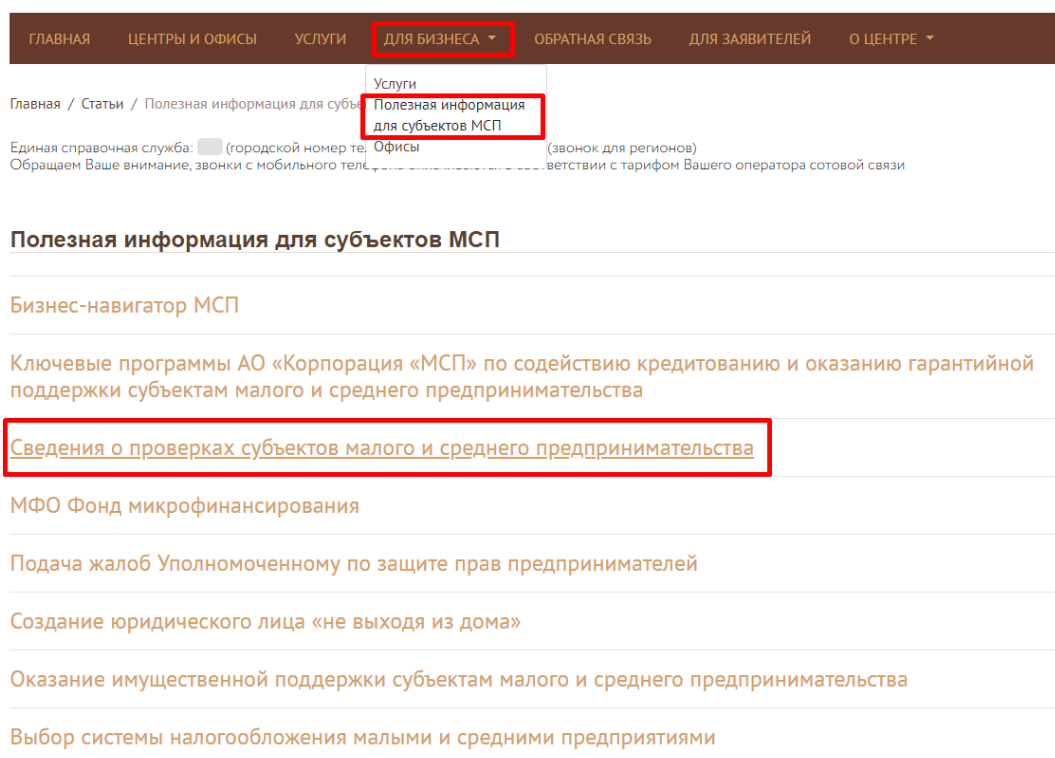 ГЛАВНАЯ ЦЕНТРЫ И ОФИСЫ УСЛУГИ ДЛЯ БИЗНЕСА ОБРАТНАЯ СВЯЗЬ ДЛЯ ЗАЯВИТЕЛЕЙ О ЦЕНТРЕ
Услуги
Полезная информация
для субъектов МСП
Офисы
Главная / Статьи / Полезная информация для субъе
Единая справочная служба: (городской номер те (звонок для регионов)
Обращаем Ваше внимание, звонки с мобильного теле ветствии с тарифом Вашего оператора сотовой связи
Полезная информация для субъектов МСП
Бизнес-навигатор МСП
Ключевые программы АО «Корпорация «МСП» по содействию кредитованию и оказанию гарантийной
поддержки субъектам малого и среднего предпринимательства
Сведения о проверках субъектов малого и среднего предпринимательства
МФО Фонд микрофинансирования
Подача жалоб Уполномоченному по защите прав предпринимателей
Создание юридического лица «не выходя из дома»
Оказание имущественной поддержки субъектам малого и среднего предпринимательства
Выбор системы налогообложения малыми и средними предприятиями